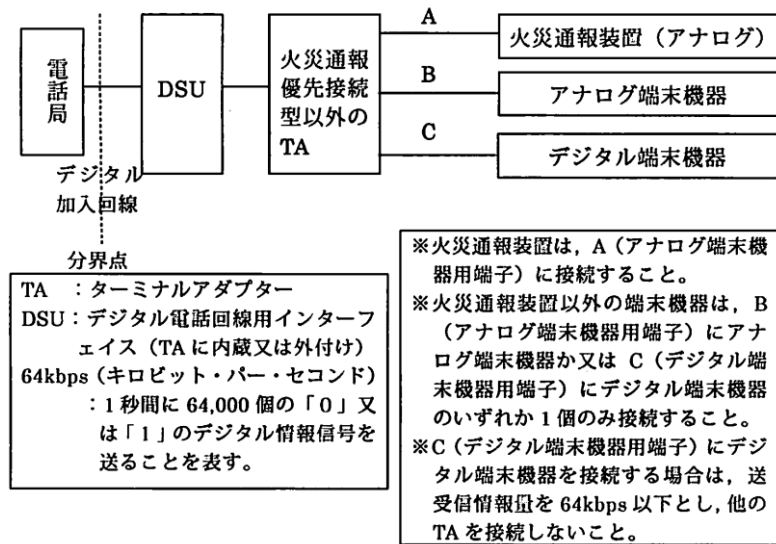 電話局
DSU
火災通報
優先接続
型以外の
TA
A
火災通報装置（アナログ）
B
アナログ端末機器
C
デジタル端末機器
デジタル
加入回線
分界点
TA ：ターミナルアダプター
DSU：デジタル電話回線用インターフ
ェイス（TAに内蔵又は外付け）
64kbps（キロビット・パー・セコンド）
：1秒間に64,000個の「0」又
は「1」のデジタル情報信号を
送ることを表す。
※火災通報装置は，A（アナログ端末機
器用端子）に接続すること。
※火災通報装置以外の端末機器は，B
（アナログ端末機器用端子）にアナ
ログ端末機器か又は C（デジタル端
末機器用端子）にデジタル端末機器
のいずれか1個のみ接続すること。
※C（デジタル端末機器用端子）にデジ
タル端末機器を接続する場合は，送
受信情報量を64kbps以下とし，他の
TAを接続しないこと。